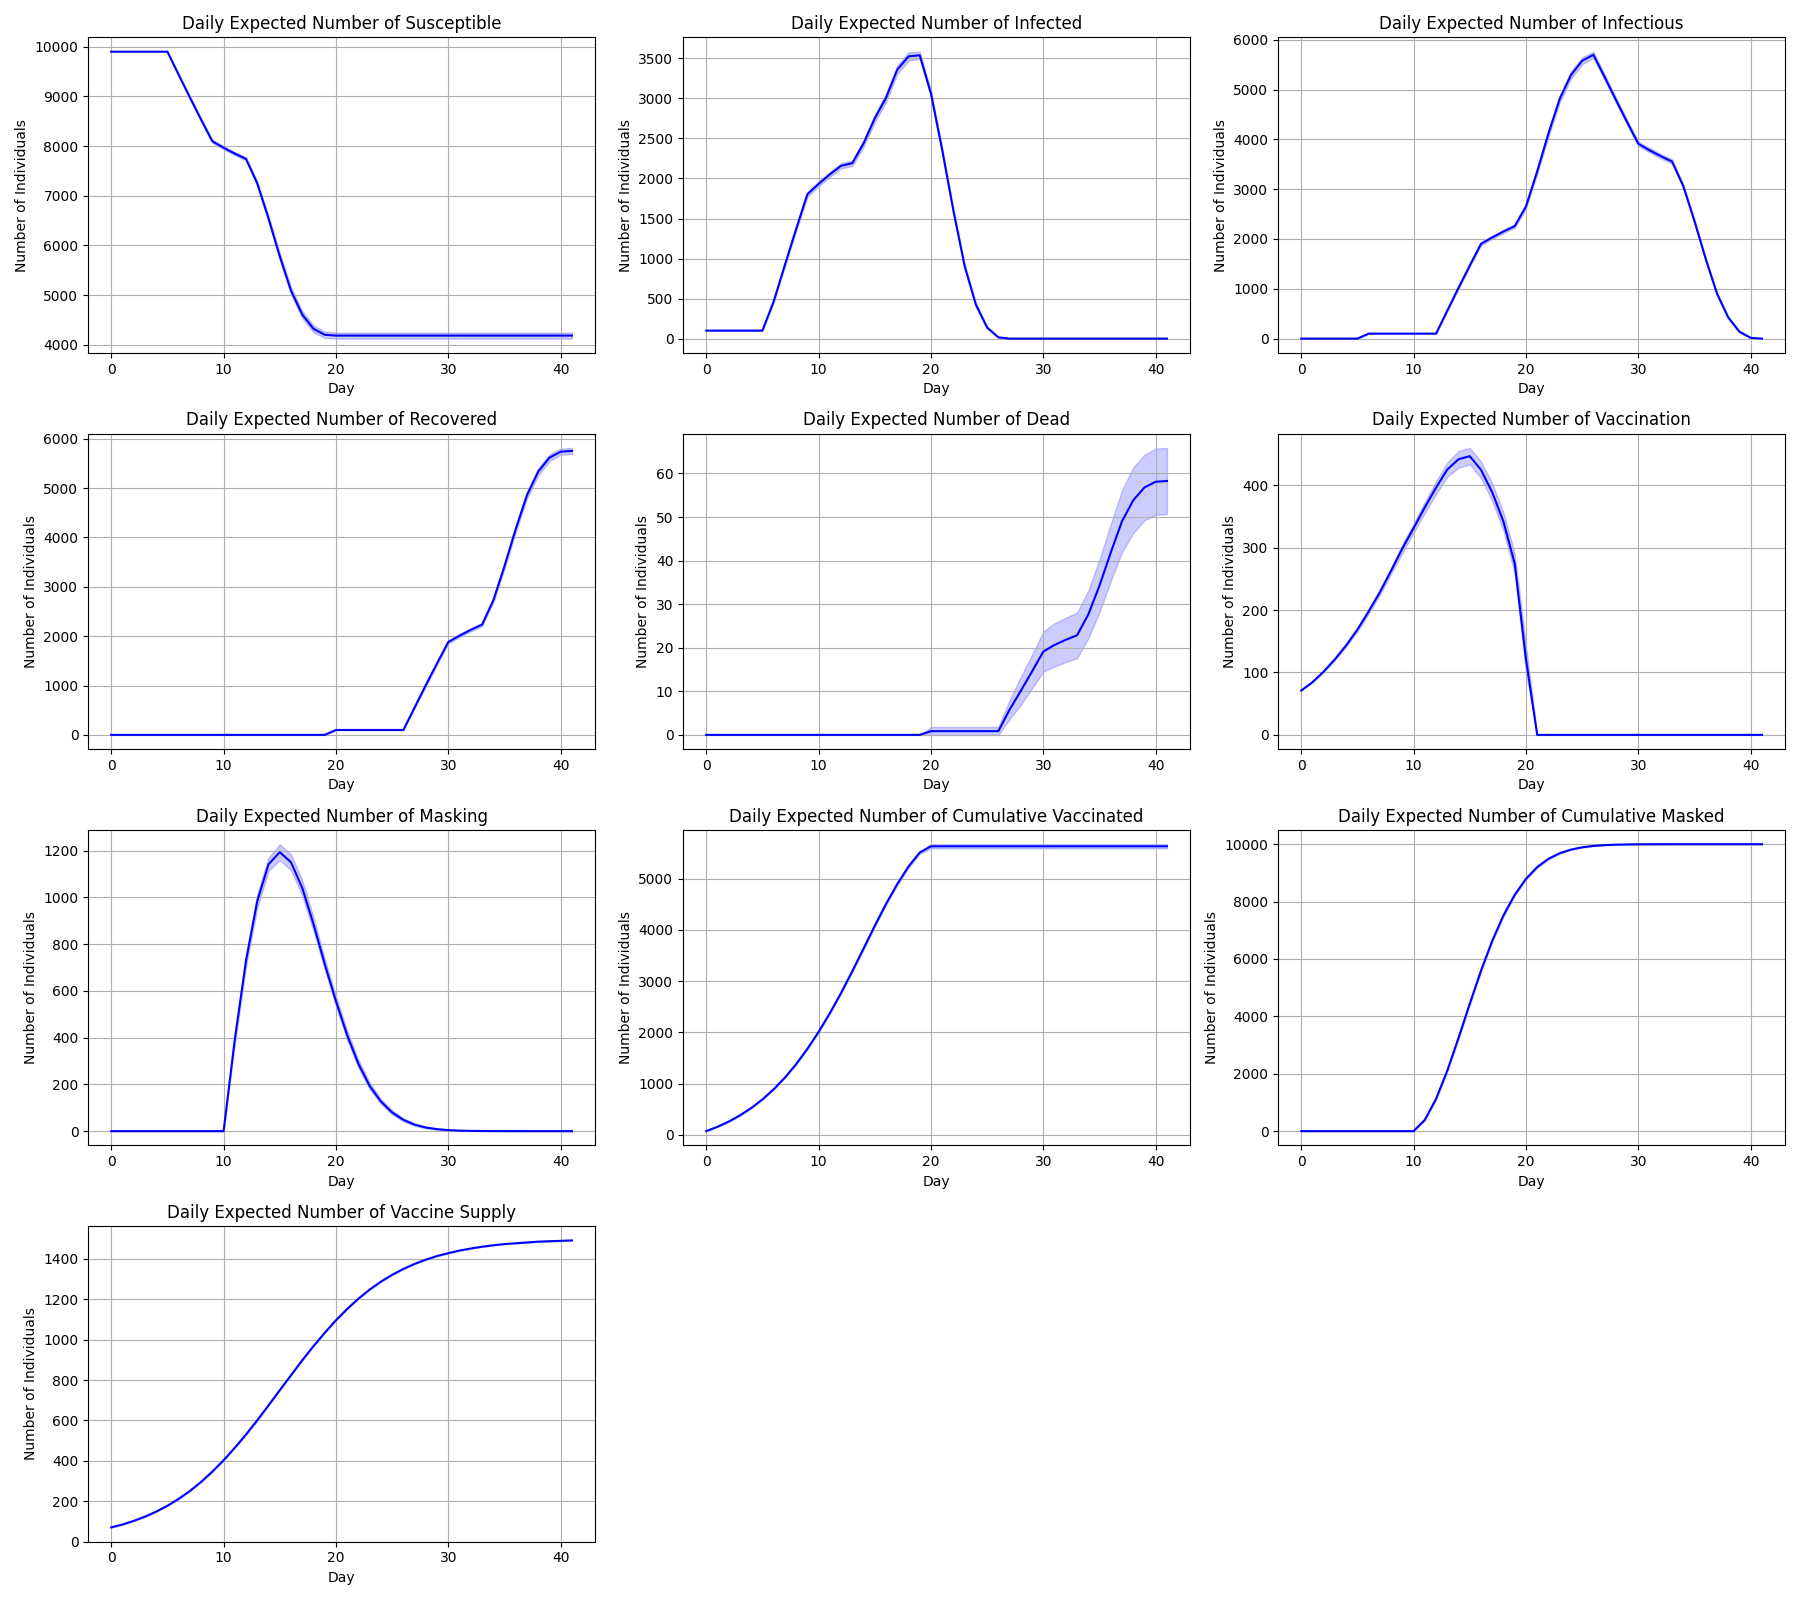 Daily Expected Number of Susceptible
Number of Individuals
10000
9000
8000
7000
6000
5000
4000
0 10 20 30 40
Day
Daily Expected Number of Infected
Number of Individuals
3500
3000
2500
2000
1500
1000
500
0
0 10 20 30 40
Day
Daily Expected Number of Infectious
Number of Individuals
6000
5000
4000
3000
2000
1000
0
0 10 20 30 40
Day
Daily Expected Number of Recovered
Number of Individuals
6000
5000
4000
3000
2000
1000
0
0 10 20 30 40
Day
Daily Expected Number of Dead
Number of Individuals
60
50
40
30
20
10
0
0 10 20 30 40
Day
Daily Expected Number of Vaccination
Number of Individuals
400
300
200
100
0
0 10 20 30 40
Day
Daily Expected Number of Masking
Number of Individuals
1200
1000
800
600
400
200
0
0 10 20 30 40
Day
Daily Expected Number of Cumulative Vaccinated
Number of Individuals
5000
4000
3000
2000
1000
0
0 10 20 30 40
Day
Daily Expected Number of Cumulative Masked
Number of Individuals
10000
8000
6000
4000
2000
0
0 10 20 30 40
Day
Daily Expected Number of Vaccine Supply
Number of Individuals
1400
1200
1000
800
600
400
200
0
0 10 20 30 40
Day